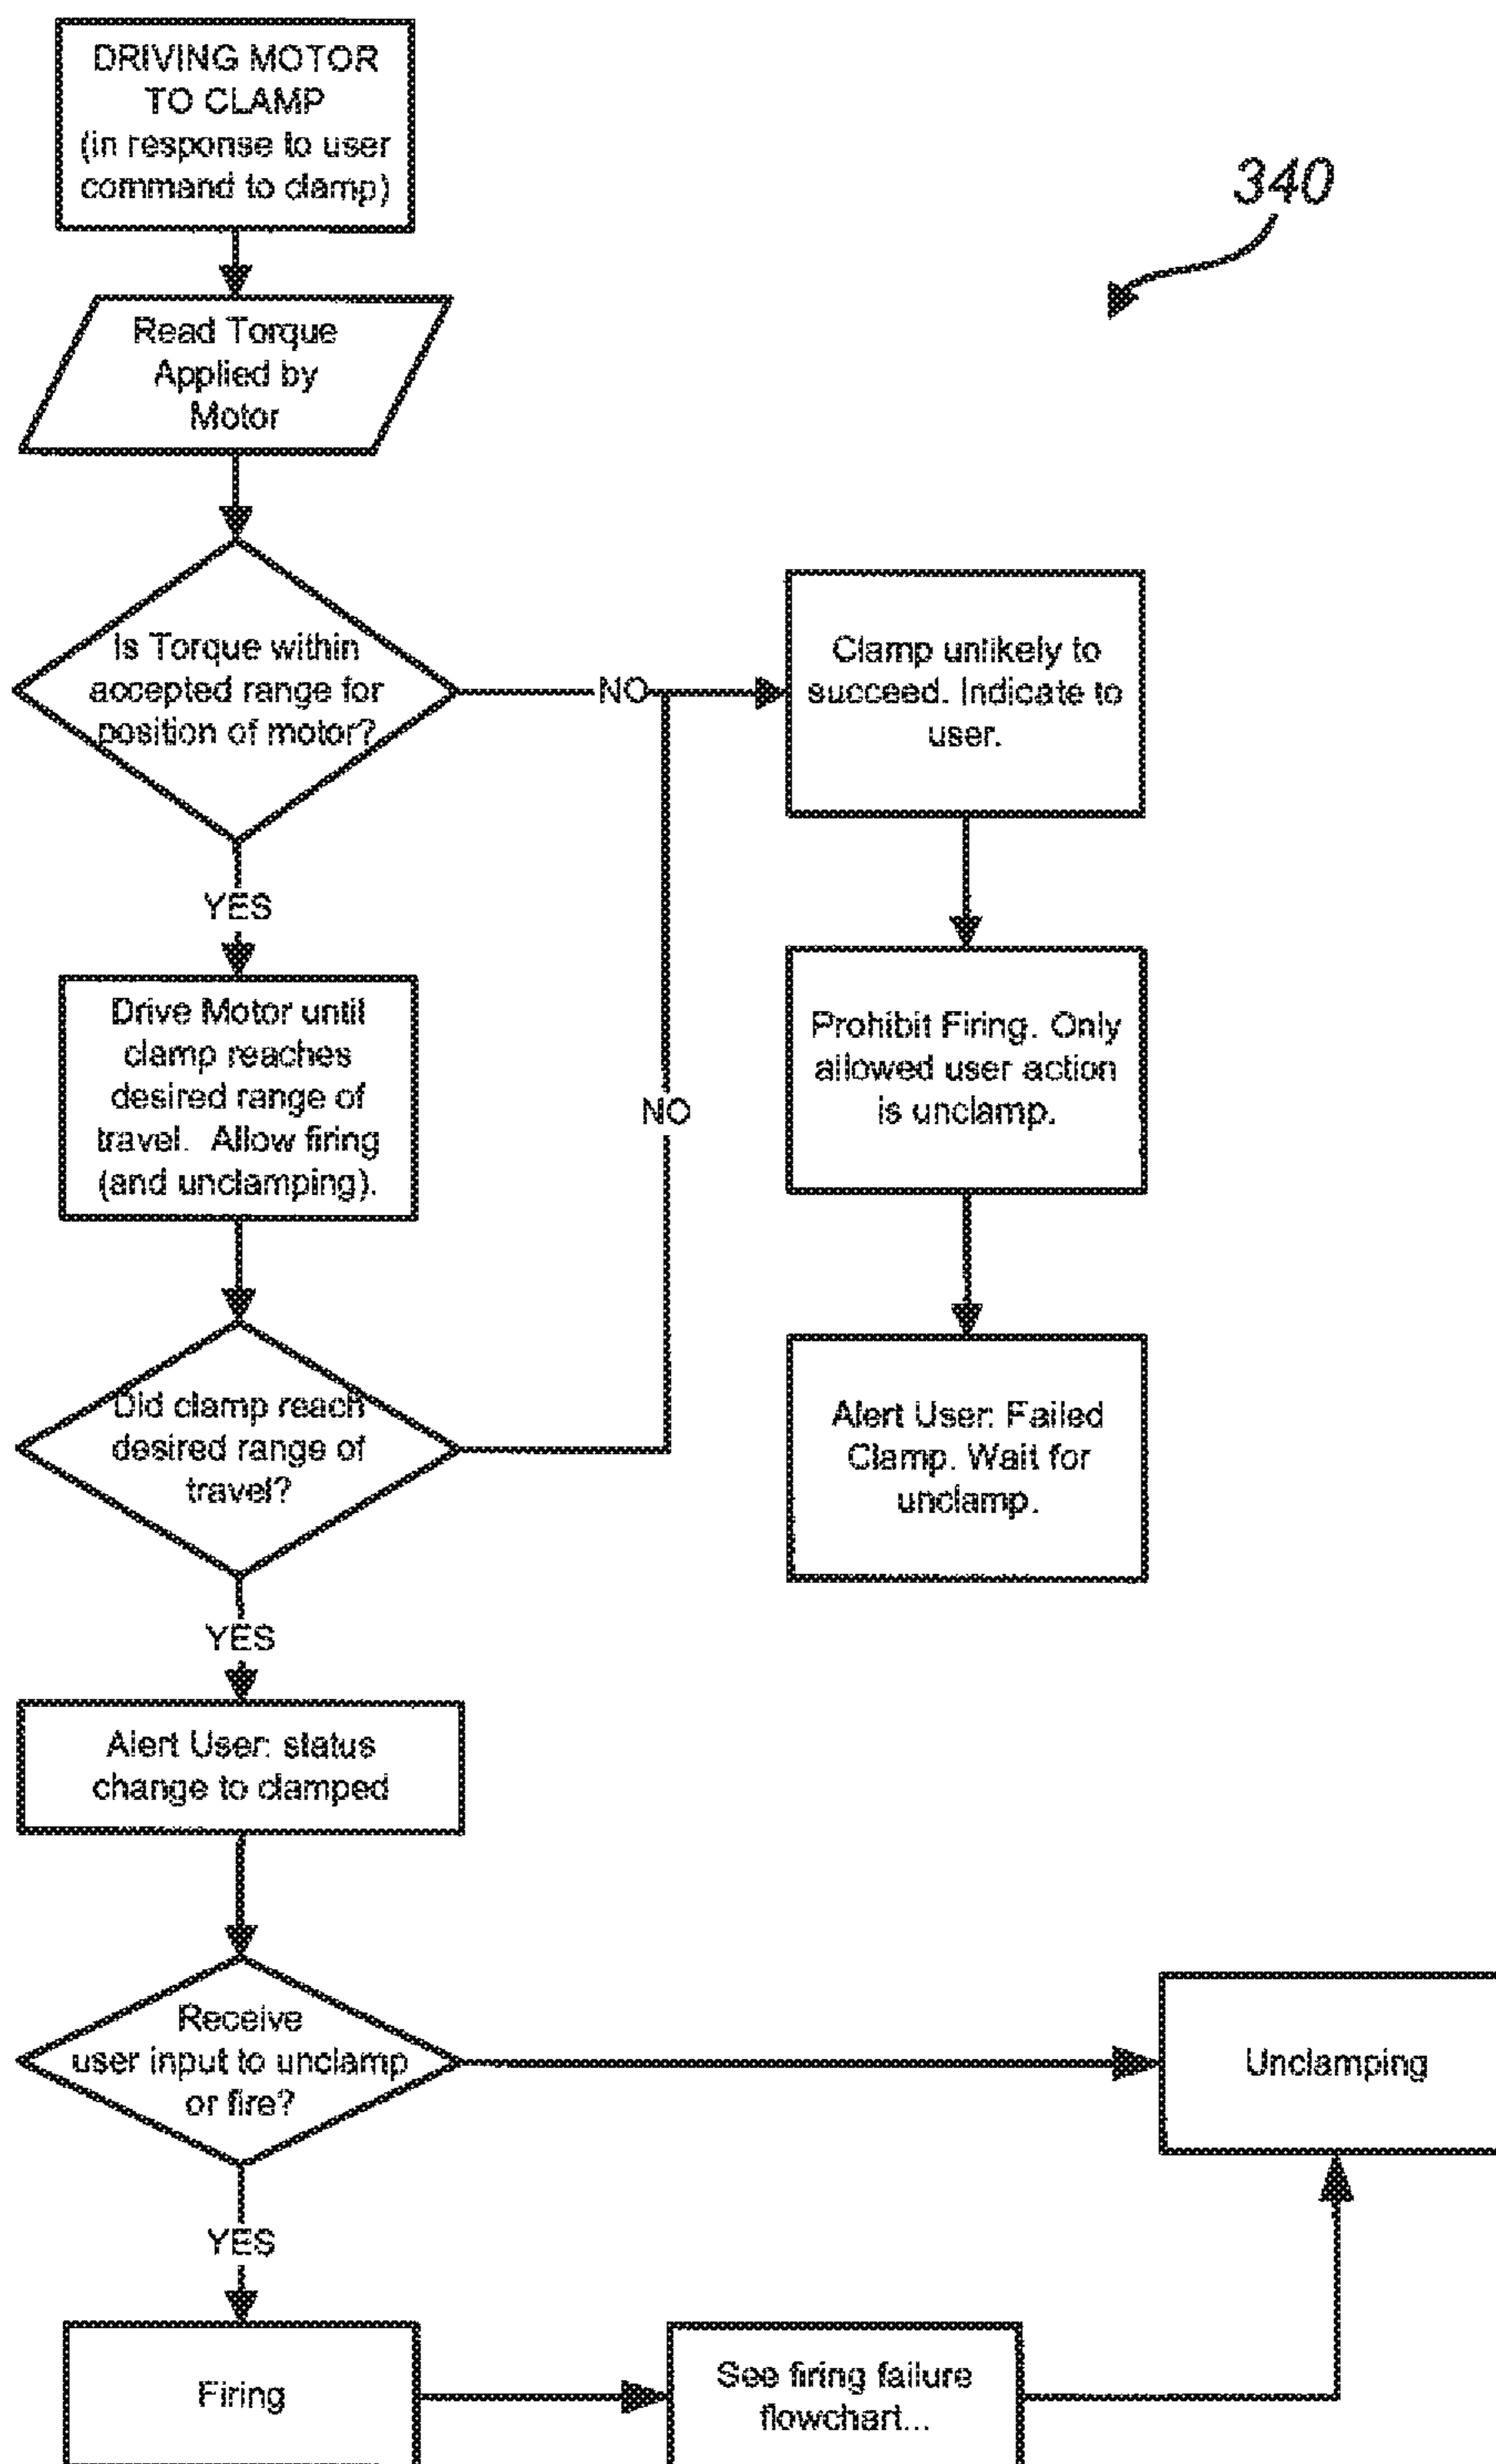 DRIVING MOTOR
TO CLAMP
(in response to user
command to clamp)
340
Read Torque
Applied by
Motor
Is Torque within
accepted range for
position of motor?
NO
Clamp unlikely to
succeed. Indicate to
user.
YES
Drive Motor until
clamp reaches
desired range of
travel. Allow firing
(and unclamping).
NO
Prohibit Firing. Only
allowed user action
is unclamp.
Did clamp reach
desired range of
travel?
Alert User: Failed
Clamp. Wait for
unclamp.
YES
Alert User: status
change to clamped
Receive
user input to unclamp
or fire?
Unclamping
YES
Firing
See firing failure
flowchart...